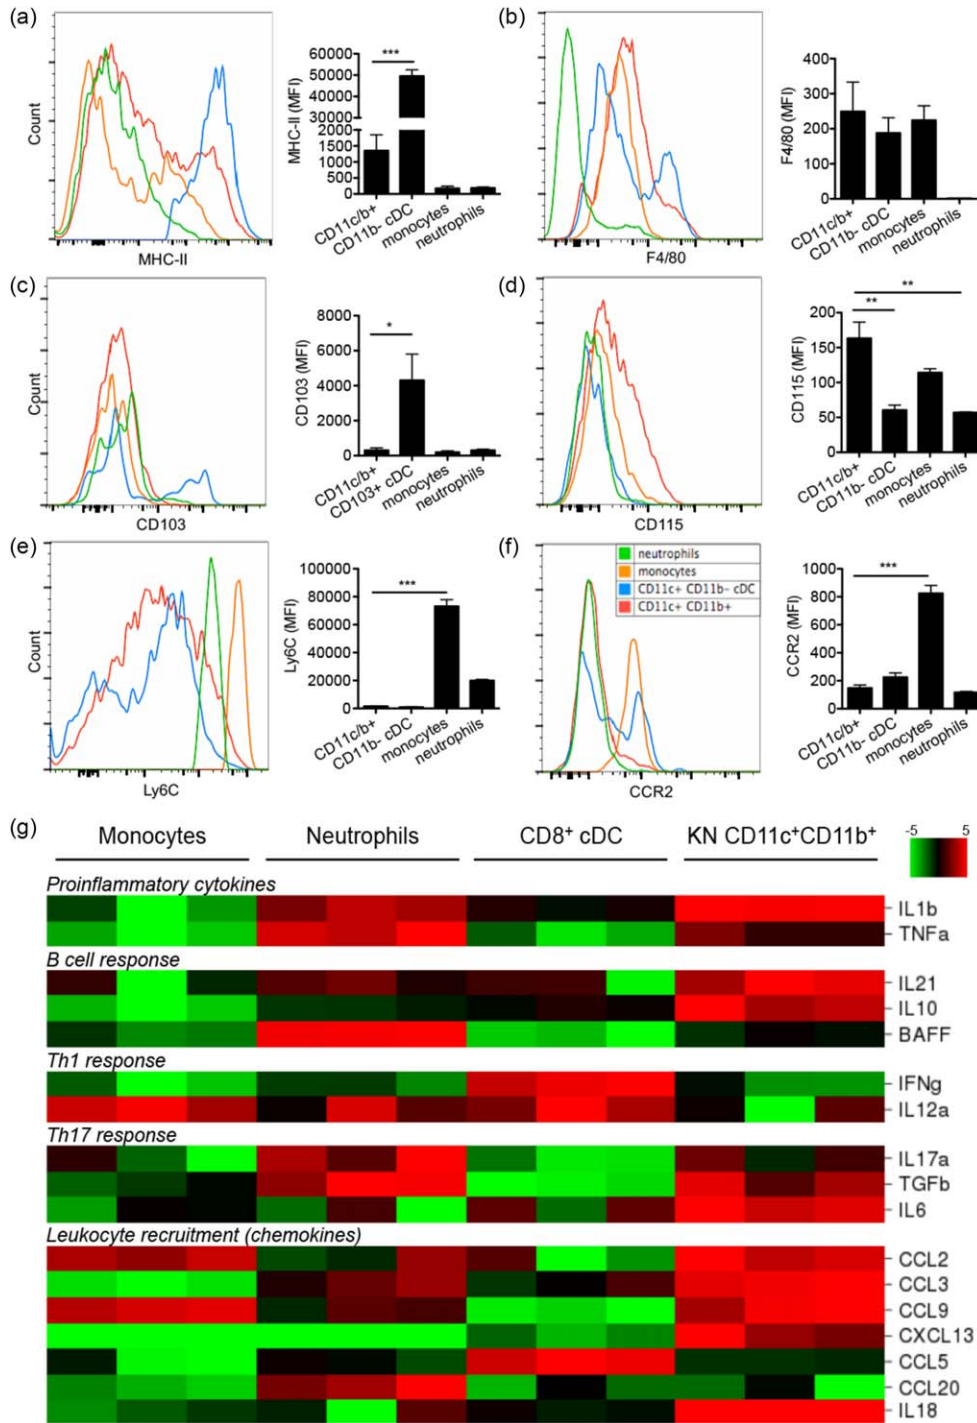 (a)
Count
MHC-II
MHC-II (MFI)
60000
50000
40000
30000
2000
1500
1000
500
0
***
CD11c/b+
CD11b- cDC
monocytes
neutrophils
(b)
F4/80
F4/80 (MFI)
400
300
200
100
0
CD11c/b+
CD11b- cDC
monocytes
neutrophils
(c)
Count
CD103
CD103 (MFI)
8000
6000
4000
2000
0
*
CD11c/b+
CD103+ cDC
monocytes
neutrophils
(d)
CD115
CD115 (MFI)
200
150
100
50
0
**
**
CD11c/b+
CD11b- cDC
monocytes
neutrophils
(e)
Count
Ly6C
Ly6C (MFI)
100000
80000
60000
40000
20000
0
***
CD11c/b+
CD11b- cDC
monocytes
neutrophils
(f)
neutrophils
monocytes
CD11c+ CD11b- cDC
CD11c+ CD11b+
CCR2
CCR2 (MFI)
1000
800
600
400
200
0
***
CD11c/b+
CD11b- cDC
monocytes
neutrophils
(g)
Monocytes Neutrophils CD8+ cDC KN CD11c+CD11b+
-5 5
Proinflammatory cytokines
IL1b
TNFa
B cell response
IL21
IL10
BAFF
Th1 response
IFNg
IL12a
Th17 response
IL17a
TGFb
IL6
Leukocyte recruitment (chemokines)
CCL2
CCL3
CCL9
CXCL13
CCL5
CCL20
IL18